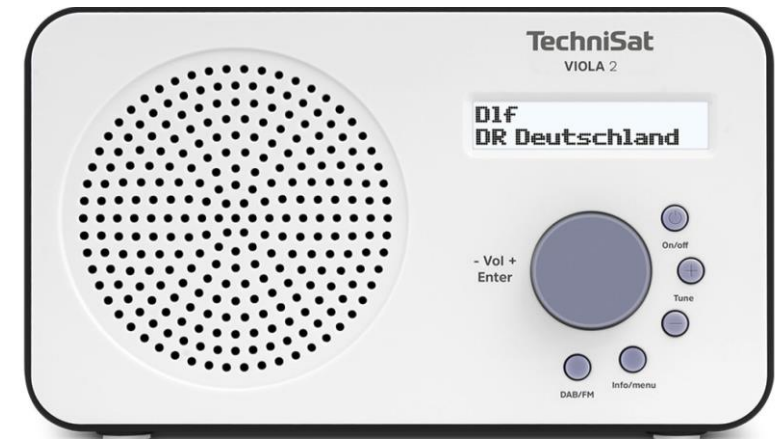 TechniSat
VIOLA 2
Dlf
DR Deutschland
On/off
- Vol +
Enter
+
Tune
-
Info/menu
DAB/FM